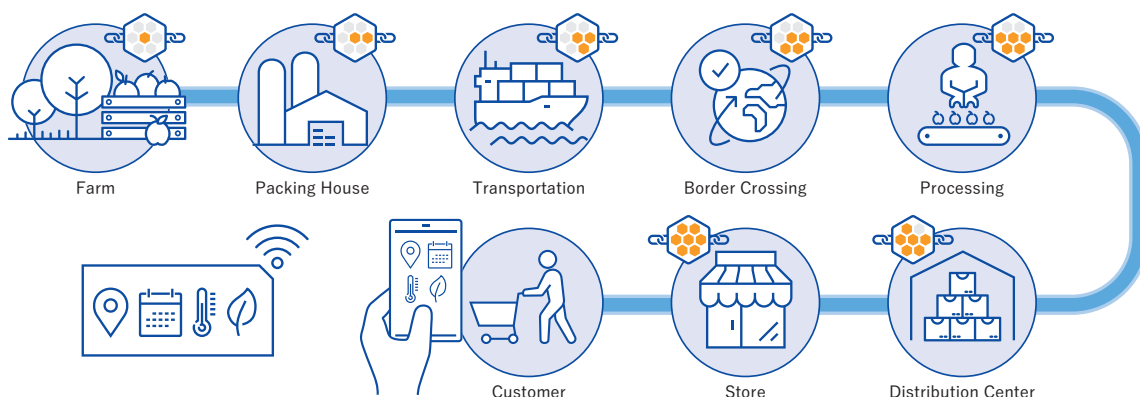 Farm
Packing House
Transportation
Border Crossing
Processing
Customer
Store
Distribution Center